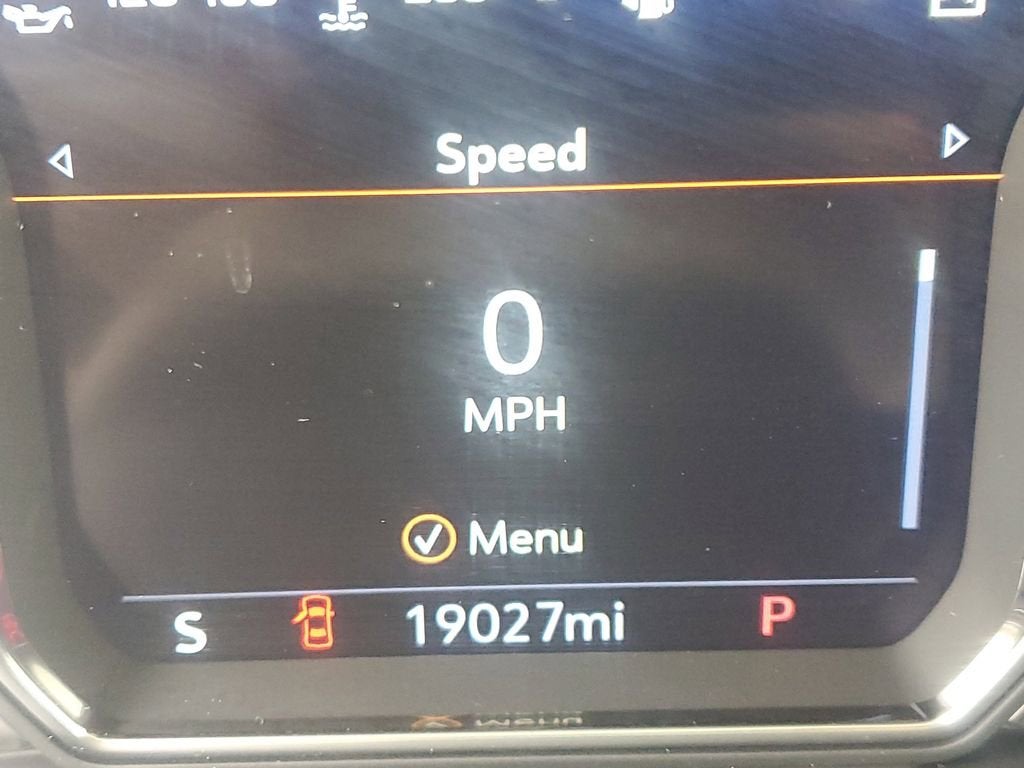 Speed
0
MPH
Menu
S 19027mi P